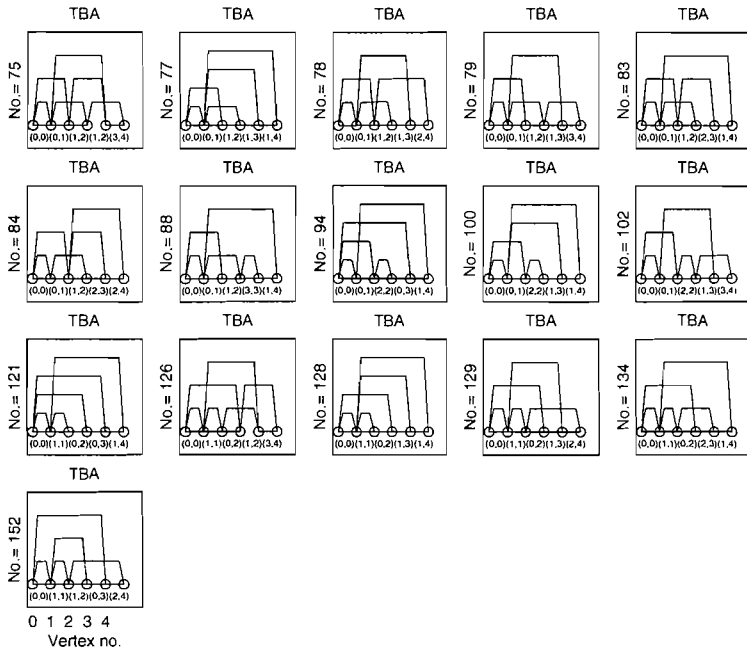 TBA TBA TBA TBA TBA
No.= 75 No.= 77 No.= 78 No.= 79 No.= 83
(0,0)(0,1)(1,2)(1,2)(3,4) (0,0)(0,1)(1,2)(1,3)(1,4) (0,0)(0,1)(1,2)(1,3)(2,4) (0,0)(0,1)(1,2)(1,3)(3,4) (0,0)(0,1)(1,2)(2,3)(1,4)
TBA TBA TBA TBA TBA
No.= 84 No.= 88 No.= 94 No.= 100 No.= 102
(0,0)(0,1)(1,2)(2,3)(2,4) (0,0)(0,1)(1,2)(3,3)(1,4) (0,0)(0,1)(2,2)(0,3)(1,4) (0,0)(0,1)(2,2)(1,3)(1,4) (0,0)(0,1)(2,2)(1,3)(3,4)
TBA TBA TBA TBA TBA
No.= 121 No.= 126 No.= 128 No.= 129 No.= 134
(0,0)(1,1)(0,2)(0,3)(1,4) (0,0)(1,1)(0,2)(1,2)(3,4) (0,0)(1,1)(0,2)(1,3)(1,4) (0,0)(1,1)(0,2)(1,3)(2,4) (0,0)(1,1)(0,2)(2,3)(1,4)
TBA
No.= 152
(0,0)(1,1)(1,2)(0,3)(2,4)
0 1 2 3 4
Vertex no.